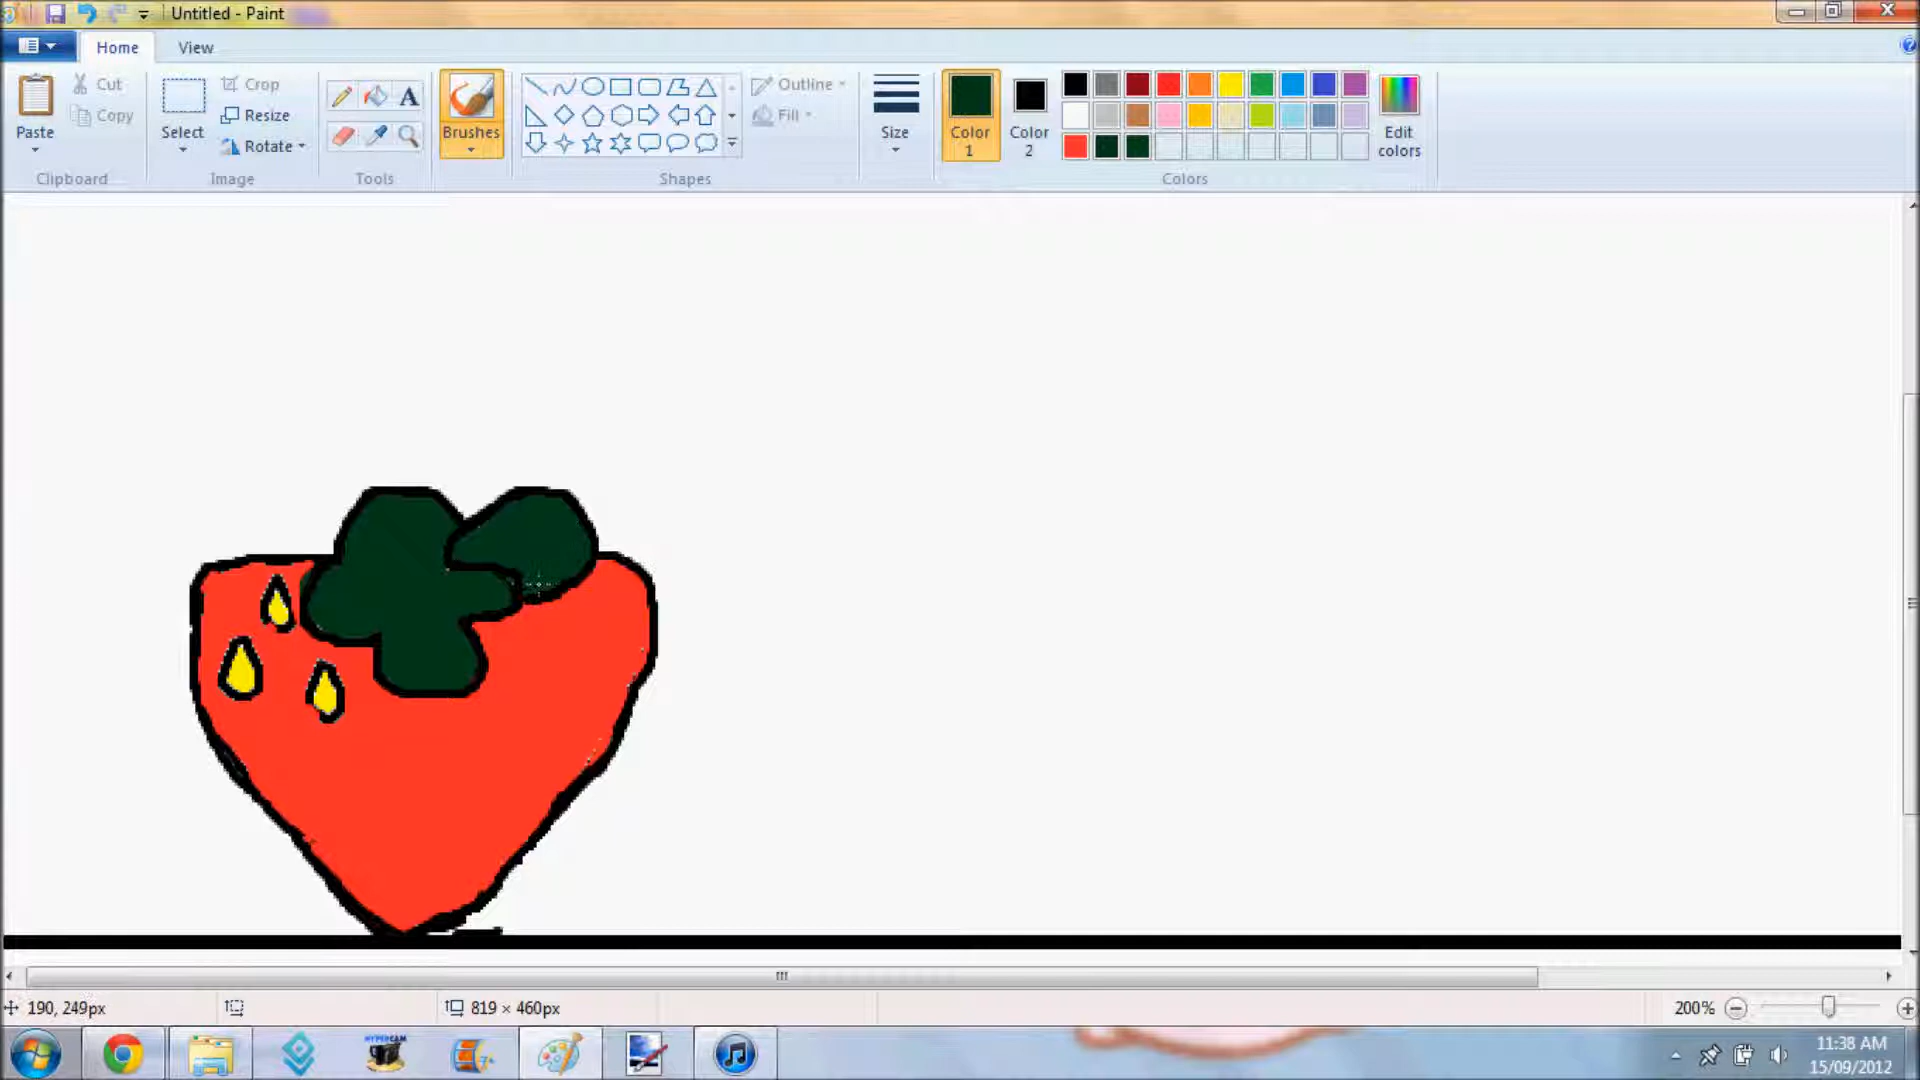 Untitled - Paint
Home View
Cut
Copy
Paste
Clipboard
Select
Crop
Resize
Rotate
Image
A
Tools
Brushes
Outline
Fill
Shapes
Size
Color 1
Color 2
Edit colors
Colors
190, 249px
819 × 460px
200%
HYPERCAM
11:38 AM
15/09/2012